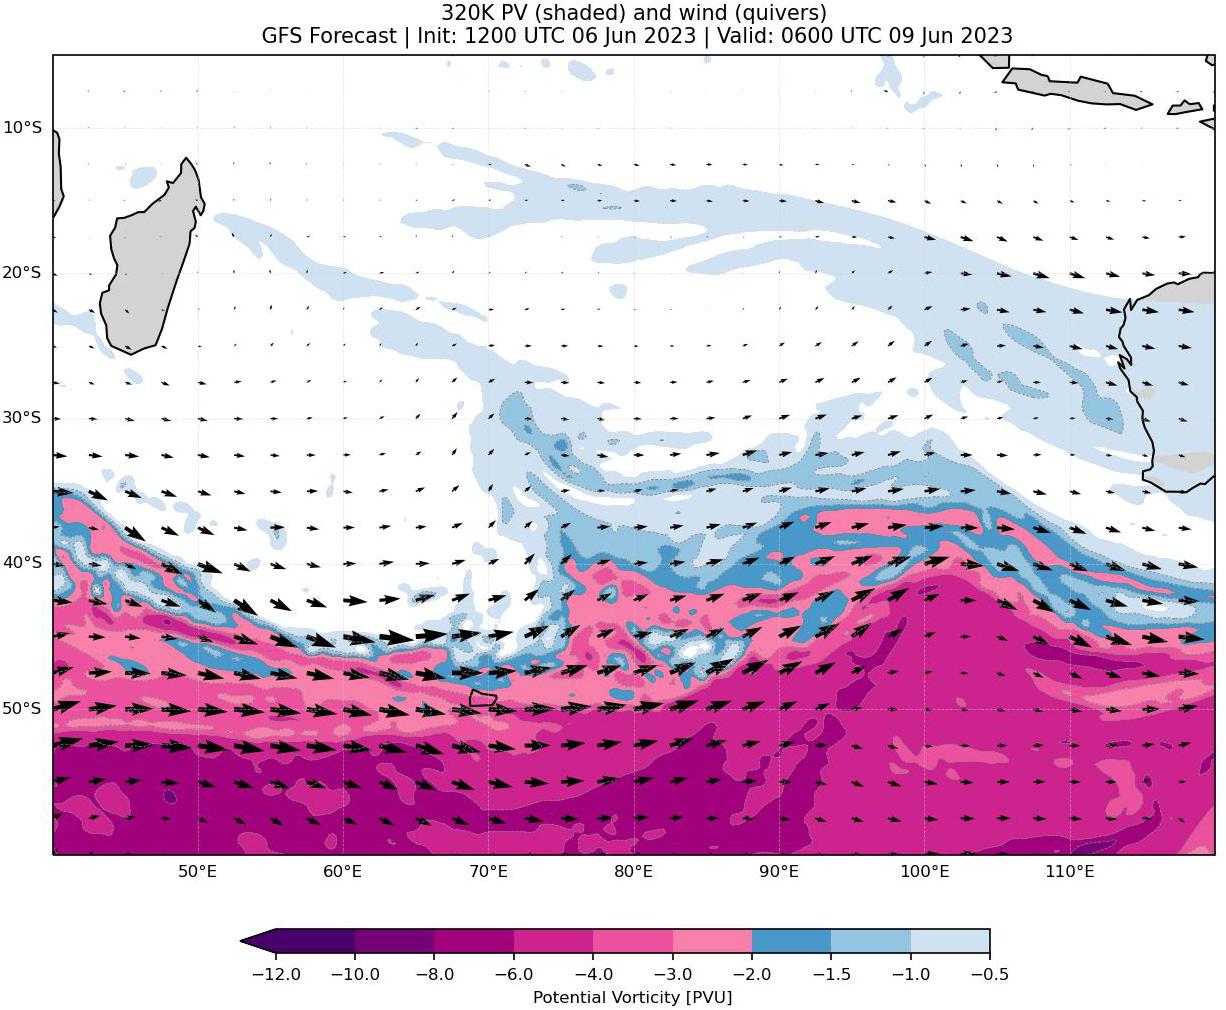 320K PV (shaded) and wind (quivers)
GFS Forecast | Init: 1200 UTC 06 Jun 2023 | Valid: 0600 UTC 09 Jun 2023
10°S
20°S
30°S
40°S
50°S
50°E 60°E 70°E 80°E 90°E 100°E 110°E
−12.0 −10.0 −8.0 −6.0 −4.0 −3.0 −2.0 −1.5 −1.0 −0.5
Potential Vorticity [PVU]